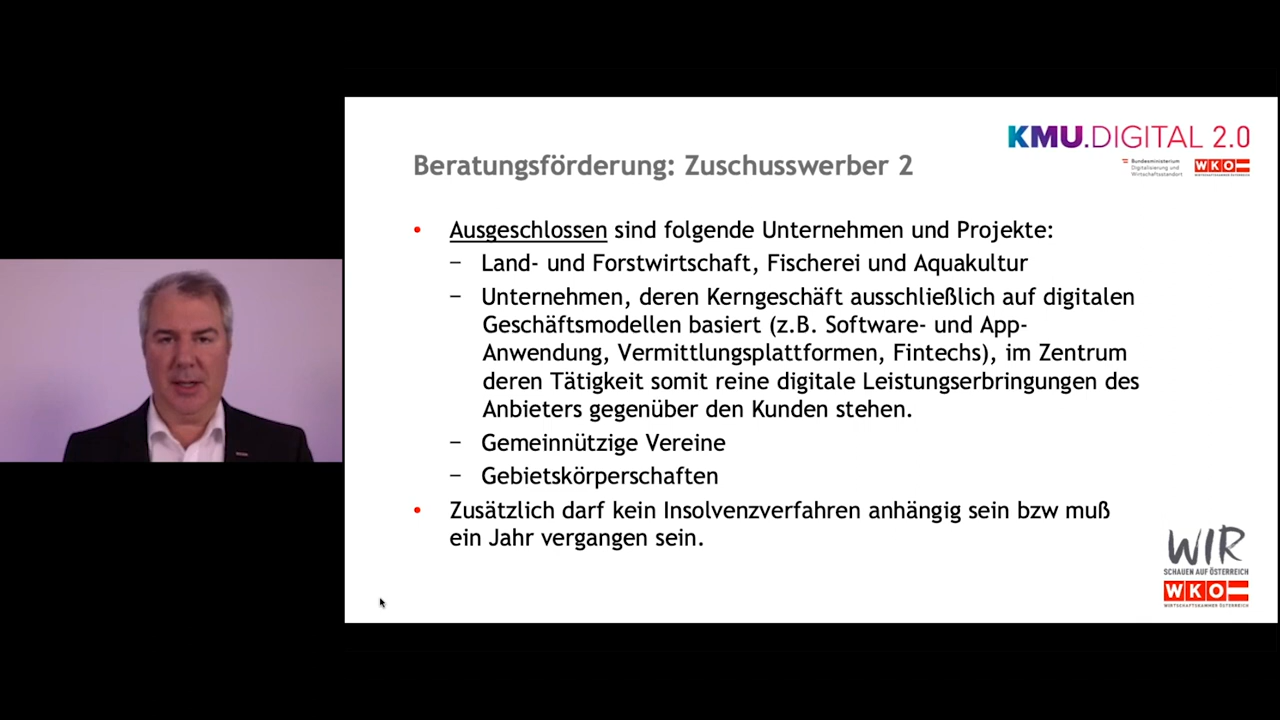 KMU.DIGITAL 2.0
Bundesministerium
Digitalisierung und
Wirtschaftsstandort
WKO
WIRTSCHAFTSKAMMER ÖSTERREICH
Beratungsförderung: Zuschusswerber 2
• Ausgeschlossen sind folgende Unternehmen und Projekte:
− Land- und Forstwirtschaft, Fischerei und Aquakultur
− Unternehmen, deren Kerngeschäft ausschließlich auf digitalen
Geschäftsmodellen basiert (z.B. Software- und App-
Anwendung, Vermittlungsplattformen, Fintechs), im Zentrum
deren Tätigkeit somit reine digitale Leistungserbringungen des
Anbieters gegenüber den Kunden stehen.
− Gemeinnützige Vereine
− Gebietskörperschaften
• Zusätzlich darf kein Insolvenzverfahren anhängig sein bzw muß
ein Jahr vergangen sein.
WIR
SCHAUEN AUF ÖSTERREICH
WKO
WIRTSCHAFTSKAMMER ÖSTERREICH